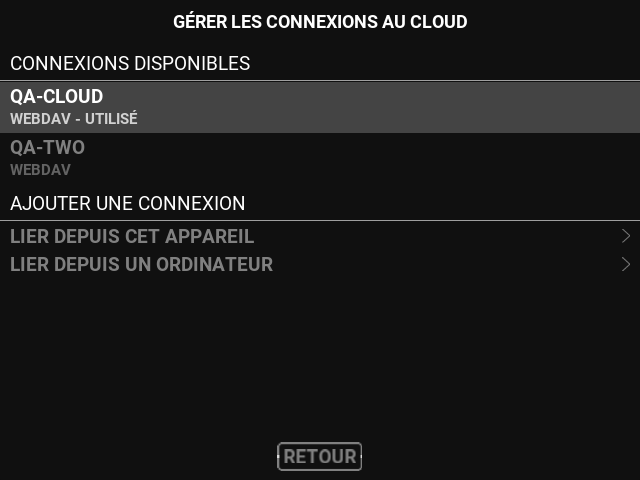 GÉRER LES CONNEXIONS AU CLOUD
CONNEXIONS DISPONIBLES
QA-CLOUD
WEBDAV - UTILISÉ
QA-TWO
WEBDAV
AJOUTER UNE CONNEXION
LIER DEPUIS CET APPAREIL
LIER DEPUIS UN ORDINATEUR
RETOUR